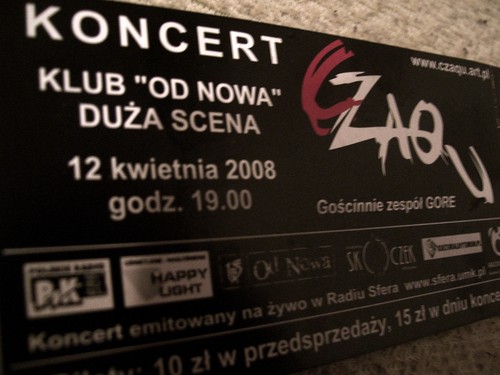 KONCERT
www.czaqu.art.pl
KLUB "OD NOWA"
DUŻA SCENA
CZAQU
12 kwietnia 2008
godz. 19.00
Gościnnie zespół GORE
PiK
HAPPY
LIGHT
Od Nowa
SKOCZEK
Koncert emitowany na żywo w Radiu Sfera www.sfera.umk.pl
Bilety: 10 zł w przedsprzedaży, 15 zł w dniu konce